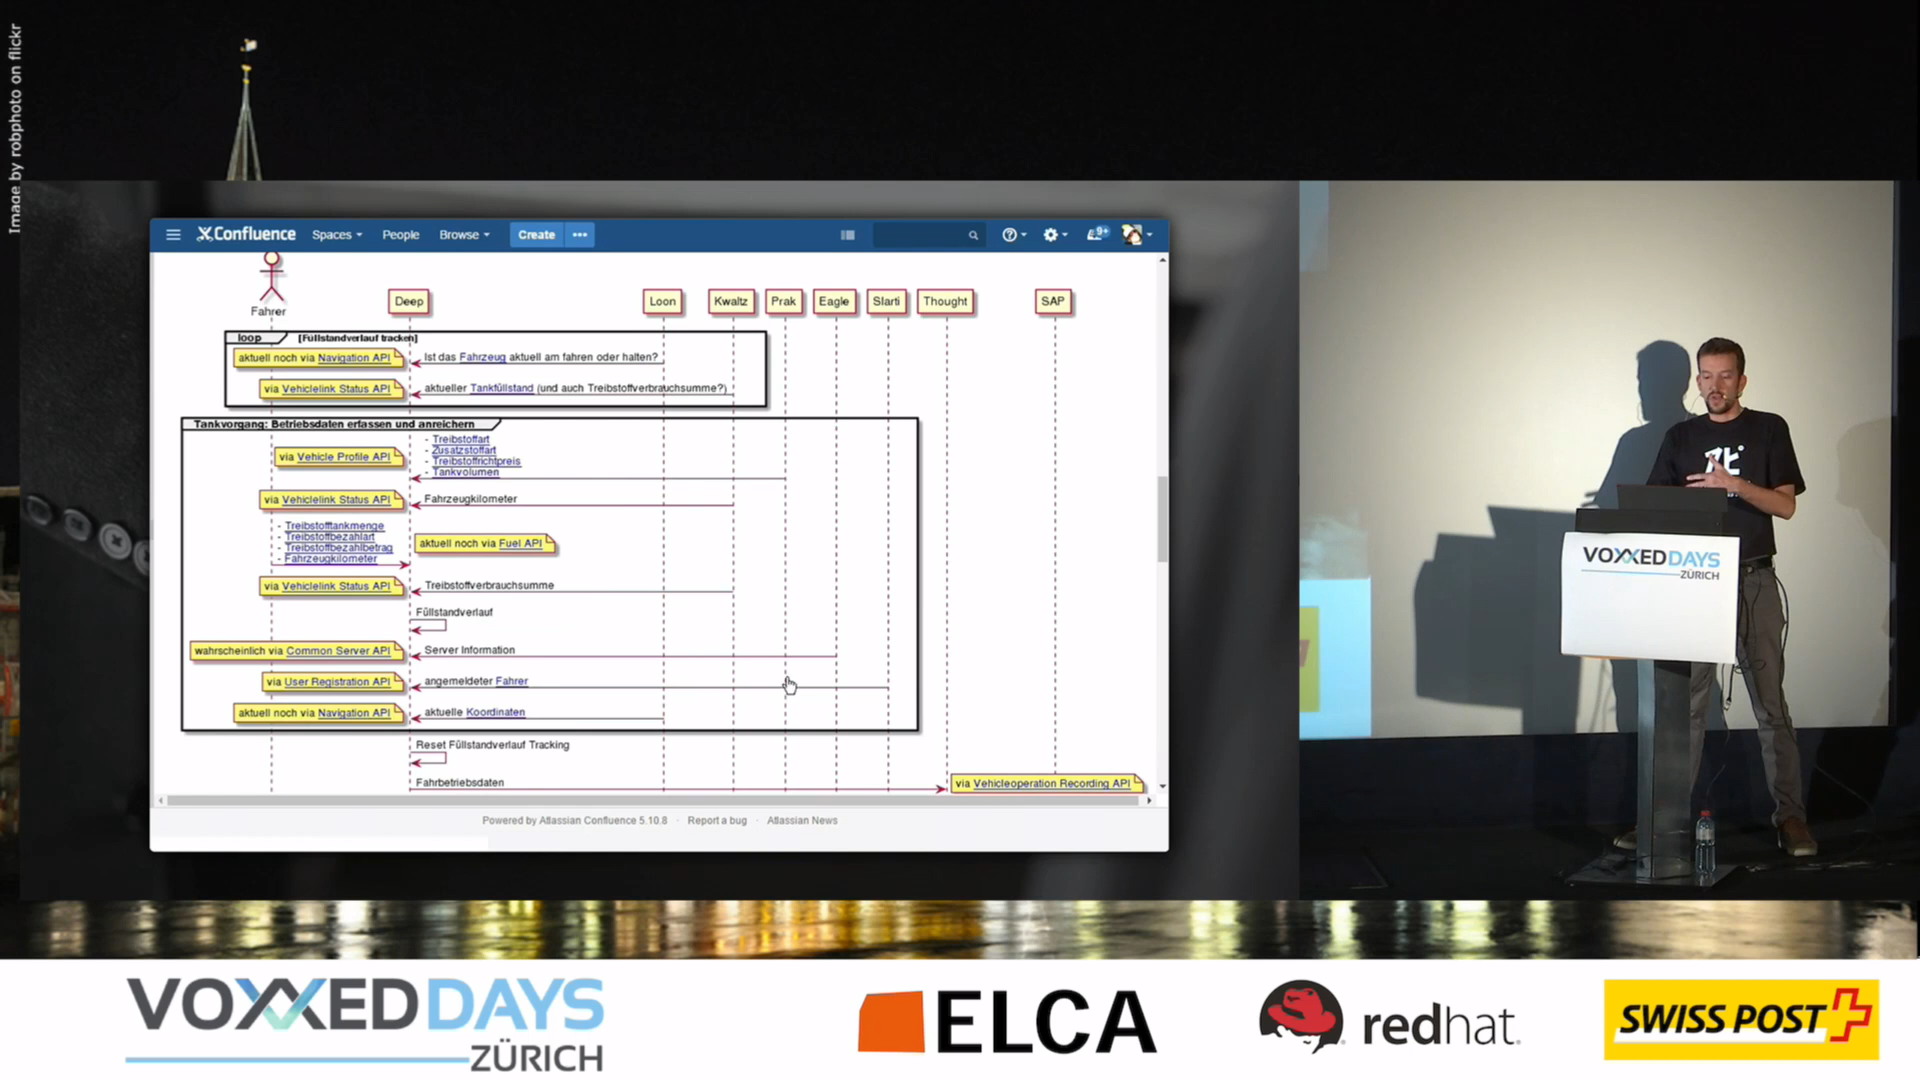 Image by robphoto on flickr
Confluence Spaces People Browse Create ••• 9+
Fahrer
Deep
Loon
Kwaltz
Prak
Eagle
Slarti
Thought
SAP
loop [Füllstandverlauf tracken]
aktuell noch via Navigation API
Ist das Fahrzeug aktuell am fahren oder halten?
via Vehiclelink Status API
aktueller Tankfüllstand (und auch Treibstoffverbrauchsumme?)
Tankvorgang: Betriebsdaten erfassen und anreichern
via Vehicle Profile API
- Treibstoffart
- Zusatzstoffart
- Treibstoffrichtpreis
- Tankvolumen
via Vehiclelink Status API
Fahrzeugkilometer
- Treibstofftankmenge
- Treibstoffbezahlart
- Treibstoffbezahlbetrag
- Fahrzeugkilometer
aktuell noch via Fuel API
via Vehiclelink Status API
Treibstoffverbrauchsumme
Füllstandverlauf
wahrscheinlich via Common Server API
Server Information
via User Registration API
angemeldeter Fahrer
aktuell noch via Navigation API
aktuelle Koordinaten
Reset Füllstandverlauf Tracking
Fahrbetriebsdaten
via Vehicleoperation Recording API
Powered by Atlassian Confluence 5.10.8 · Report a bug · Atlassian News
VOXXED DAYS
ZÜRICH
VOXXED DAYS
ZÜRICH
ELCA
redhat.
SWISS POST